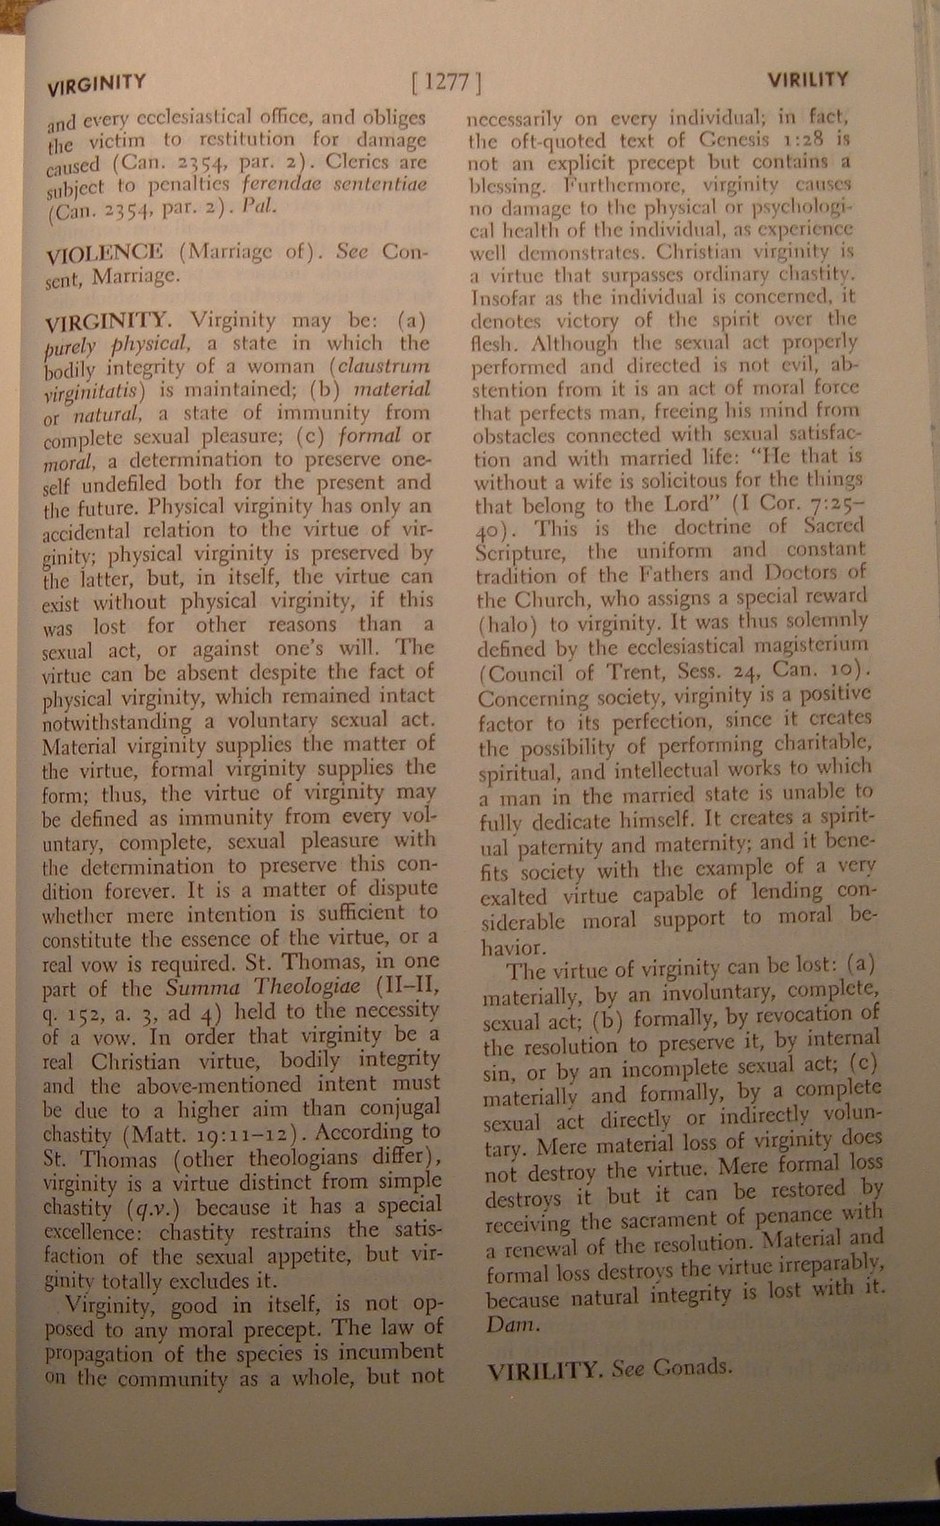 VIRGINITY
[ 1277 ]
VIRILITY
and every ecclesiastical office, and obliges
the victim to restitution for damage
caused (Can. 2354, par. 2). Clerics are
subject to penalties ferendae sententiae
(Can. 2354, par. 2). Pal.
VIOLENCE (Marriage of). See Con-
sent, Marriage.
VIRGINITY. Virginity may be: (a)
purely physical, a state in which the
bodily integrity of a woman (claustrum
virginitatis) is maintained; (b) material
or natural, a state of immunity from
complete sexual pleasure; (c) formal or
moral, a determination to preserve one-
self undefiled both for the present and
the future. Physical virginity has only an
accidental relation to the virtue of vir-
ginity; physical virginity is preserved by
the latter, but, in itself, the virtue can
exist without physical virginity, if this
was lost for other reasons than a
sexual act, or against one's will. The
virtue can be absent despite the fact of
physical virginity, which remained intact
notwithstanding a voluntary sexual act.
Material virginity supplies the matter of
the virtue, formal virginity supplies the
form; thus, the virtue of virginity may
be defined as immunity from every vol-
untary, complete, sexual pleasure with
the determination to preserve this con-
dition forever. It is a matter of dispute
whether mere intention is sufficient to
constitute the essence of the virtue, or a
real vow is required. St. Thomas, in one
part of the Summa Theologiae (II–II,
q. 152, a. 3, ad 4) held to the necessity
of a vow. In order that virginity be a
real Christian virtue, bodily integrity
and the above-mentioned intent must
be due to a higher aim than conjugal
chastity (Matt. 19:11–12). According to
St. Thomas (other theologians differ),
virginity is a virtue distinct from simple
chastity (q.v.) because it has a special
excellence: chastity restrains the satis-
faction of the sexual appetite, but vir-
ginity totally excludes it.
Virginity, good in itself, is not op-
posed to any moral precept. The law of
propagation of the species is incumbent
on the community as a whole, but not
necessarily on every individual; in fact,
the oft-quoted text of Genesis 1:28 is
not an explicit precept but contains a
blessing. Furthermore, virginity causes
no damage to the physical or psychologi-
cal health of the individual, as experience
well demonstrates. Christian virginity is
a virtue that surpasses ordinary chastity.
Insofar as the individual is concerned, it
denotes victory of the spirit over the
flesh. Although the sexual act properly
performed and directed is not evil, ab-
stention from it is an act of moral force
that perfects man, freeing his mind from
obstacles connected with sexual satisfac-
tion and with married life: "He that is
without a wife is solicitous for the things
that belong to the Lord" (I Cor. 7:25–
40). This is the doctrine of Sacred
Scripture, the uniform and constant
tradition of the Fathers and Doctors of
the Church, who assigns a special reward
(halo) to virginity. It was thus solemnly
defined by the ecclesiastical magisterium
(Council of Trent, Sess. 24, Can. 10).
Concerning society, virginity is a positive
factor to its perfection, since it creates
the possibility of performing charitable,
spiritual, and intellectual works to which
a man in the married state is unable to
fully dedicate himself. It creates a spirit-
ual paternity and maternity; and it bene-
fits society with the example of a very
exalted virtue capable of lending con-
siderable moral support to moral be-
havior.
The virtue of virginity can be lost: (a)
materially, by an involuntary, complete,
sexual act; (b) formally, by revocation of
the resolution to preserve it, by internal
sin, or by an incomplete sexual act; (c)
materially and formally, by a complete
sexual act directly or indirectly volun-
tary. Mere material loss of virginity does
not destroy the virtue. Mere formal loss
destroys it but it can be restored by
receiving the sacrament of penance with
a renewal of the resolution. Material and
formal loss destroys the virtue irreparably,
because natural integrity is lost with it.
Dam.
VIRILITY. See Gonads.